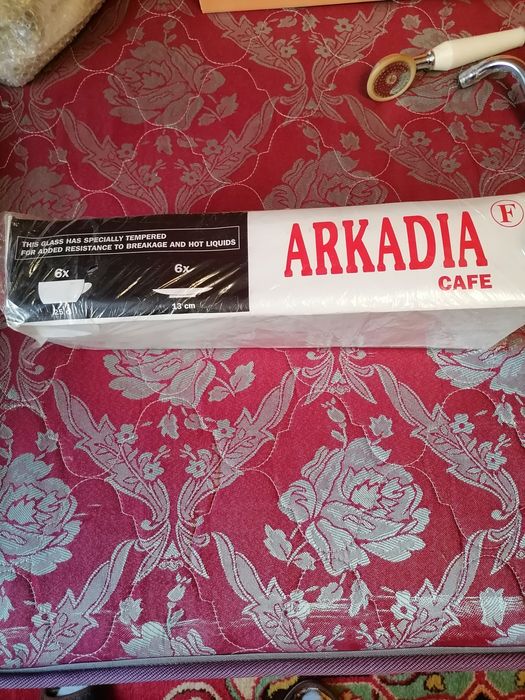 THIS GLASS HAS SPECIALLY TEMPERED
FOR ADDED RESISTANCE TO BREAKAGE AND HOT LIQUIDS
6x
6x
13 cm
ARKADIA
CAFE
F